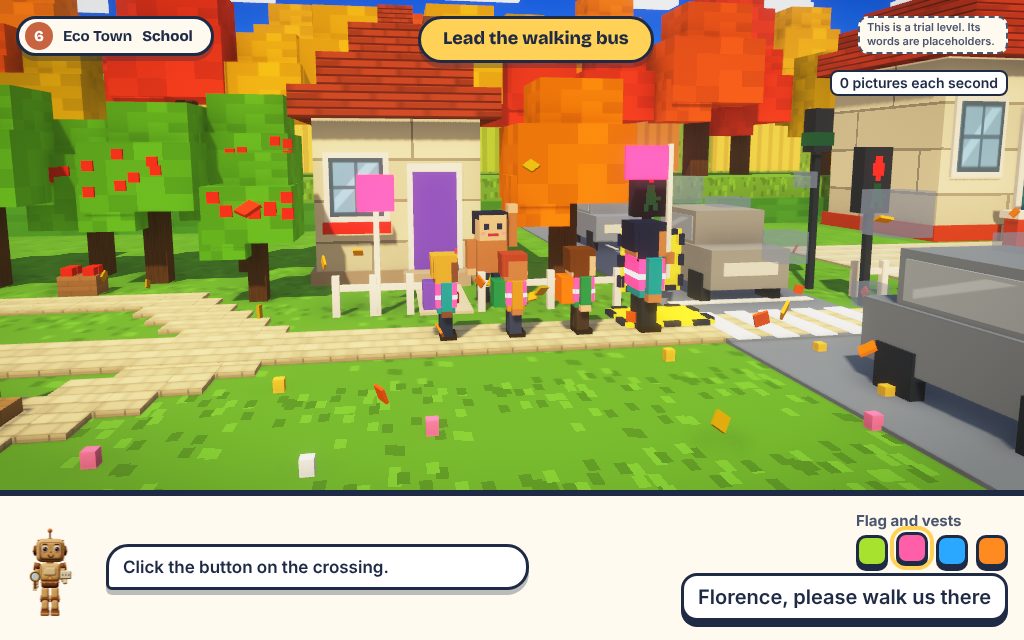 6 Eco Town School
Lead the walking bus
This is a trial level. Its
words are placeholders.
0 pictures each second
Click the button on the crossing.
Flag and vests
Florence, please walk us there